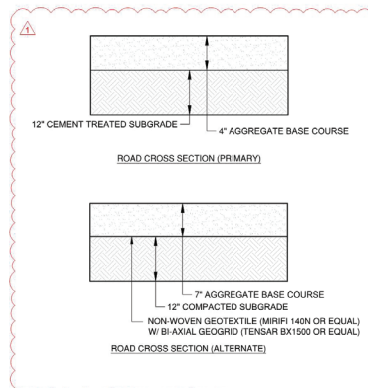 1
12" CEMENT TREATED SUBGRADE
4" AGGREGATE BASE COURSE
ROAD CROSS SECTION (PRIMARY)
7" AGGREGATE BASE COURSE
12" COMPACTED SUBGRADE
NON-WOVEN GEOTEXTILE (MIRIFI 140N OR EQUAL)
W/ BI-AXIAL GEOGRID (TENSAR BX1500 OR EQUAL)
ROAD CROSS SECTION (ALTERNATE)